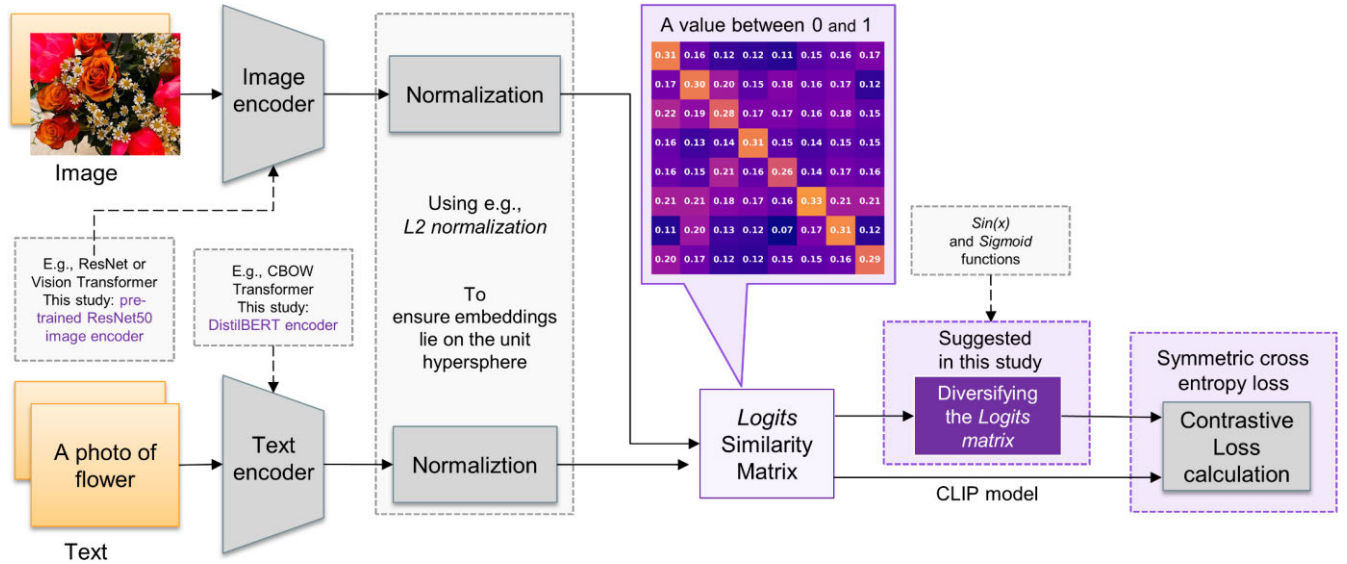 Image
Image
encoder
Normalization
E.g., ResNet or
Vision Transformer
This study: pre-
trained ResNet50
image encoder
E.g., CBOW
Transformer
This study:
DistilBERT encoder
Using e.g.,
L2 normalization
To
ensure embeddings
lie on the unit
hypersphere
A photo of
flower
Text
Text
encoder
Normaliztion
A value between 0 and 1
0.31 0.16 0.12 0.12 0.11 0.15 0.16 0.17
0.17 0.30 0.20 0.15 0.18 0.16 0.17 0.12
0.22 0.19 0.28 0.17 0.17 0.16 0.18 0.15
0.16 0.13 0.14 0.31 0.15 0.14 0.15 0.15
0.16 0.15 0.21 0.16 0.26 0.14 0.17 0.16
0.21 0.21 0.18 0.17 0.16 0.33 0.21 0.21
0.11 0.20 0.13 0.12 0.07 0.17 0.31 0.12
0.20 0.17 0.12 0.12 0.15 0.15 0.16 0.29
Logits
Similarity
Matrix
Sin(x)
and Sigmoid
functions
Suggested
in this study
Diversifying
the Logits
matrix
CLIP model
Symmetric cross
entropy loss
Contrastive
Loss
calculation